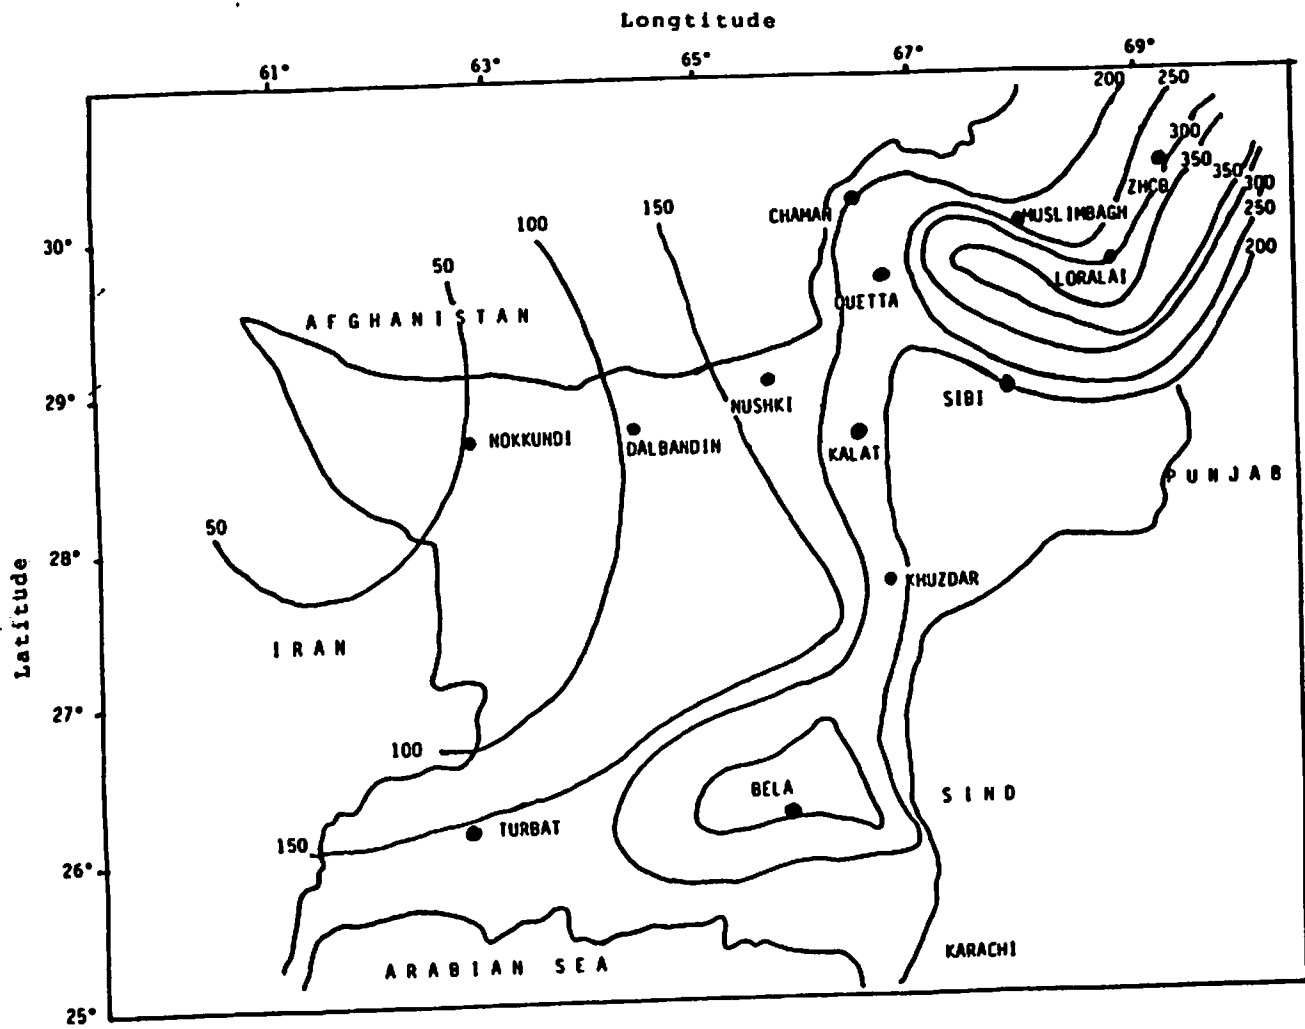 Longtitude
61° 63° 65° 67° 69°
200 250
300
ZHOB
350 350
300
CHAMAN MUSLIMBAGH
250
150
100
30°
200
50
LORALAI
QUETTA
AFGHANISTAN
29°
NUSHKI
SIBI
NOKKUNDI
DALBANDIN
KALAT
PUNJAB
50
28°
KHUZDAR
Latitude
IRAN
27°
100
BELA
SIND
TURBAT
150
26°
KARACHI
ARABIAN SEA
25°